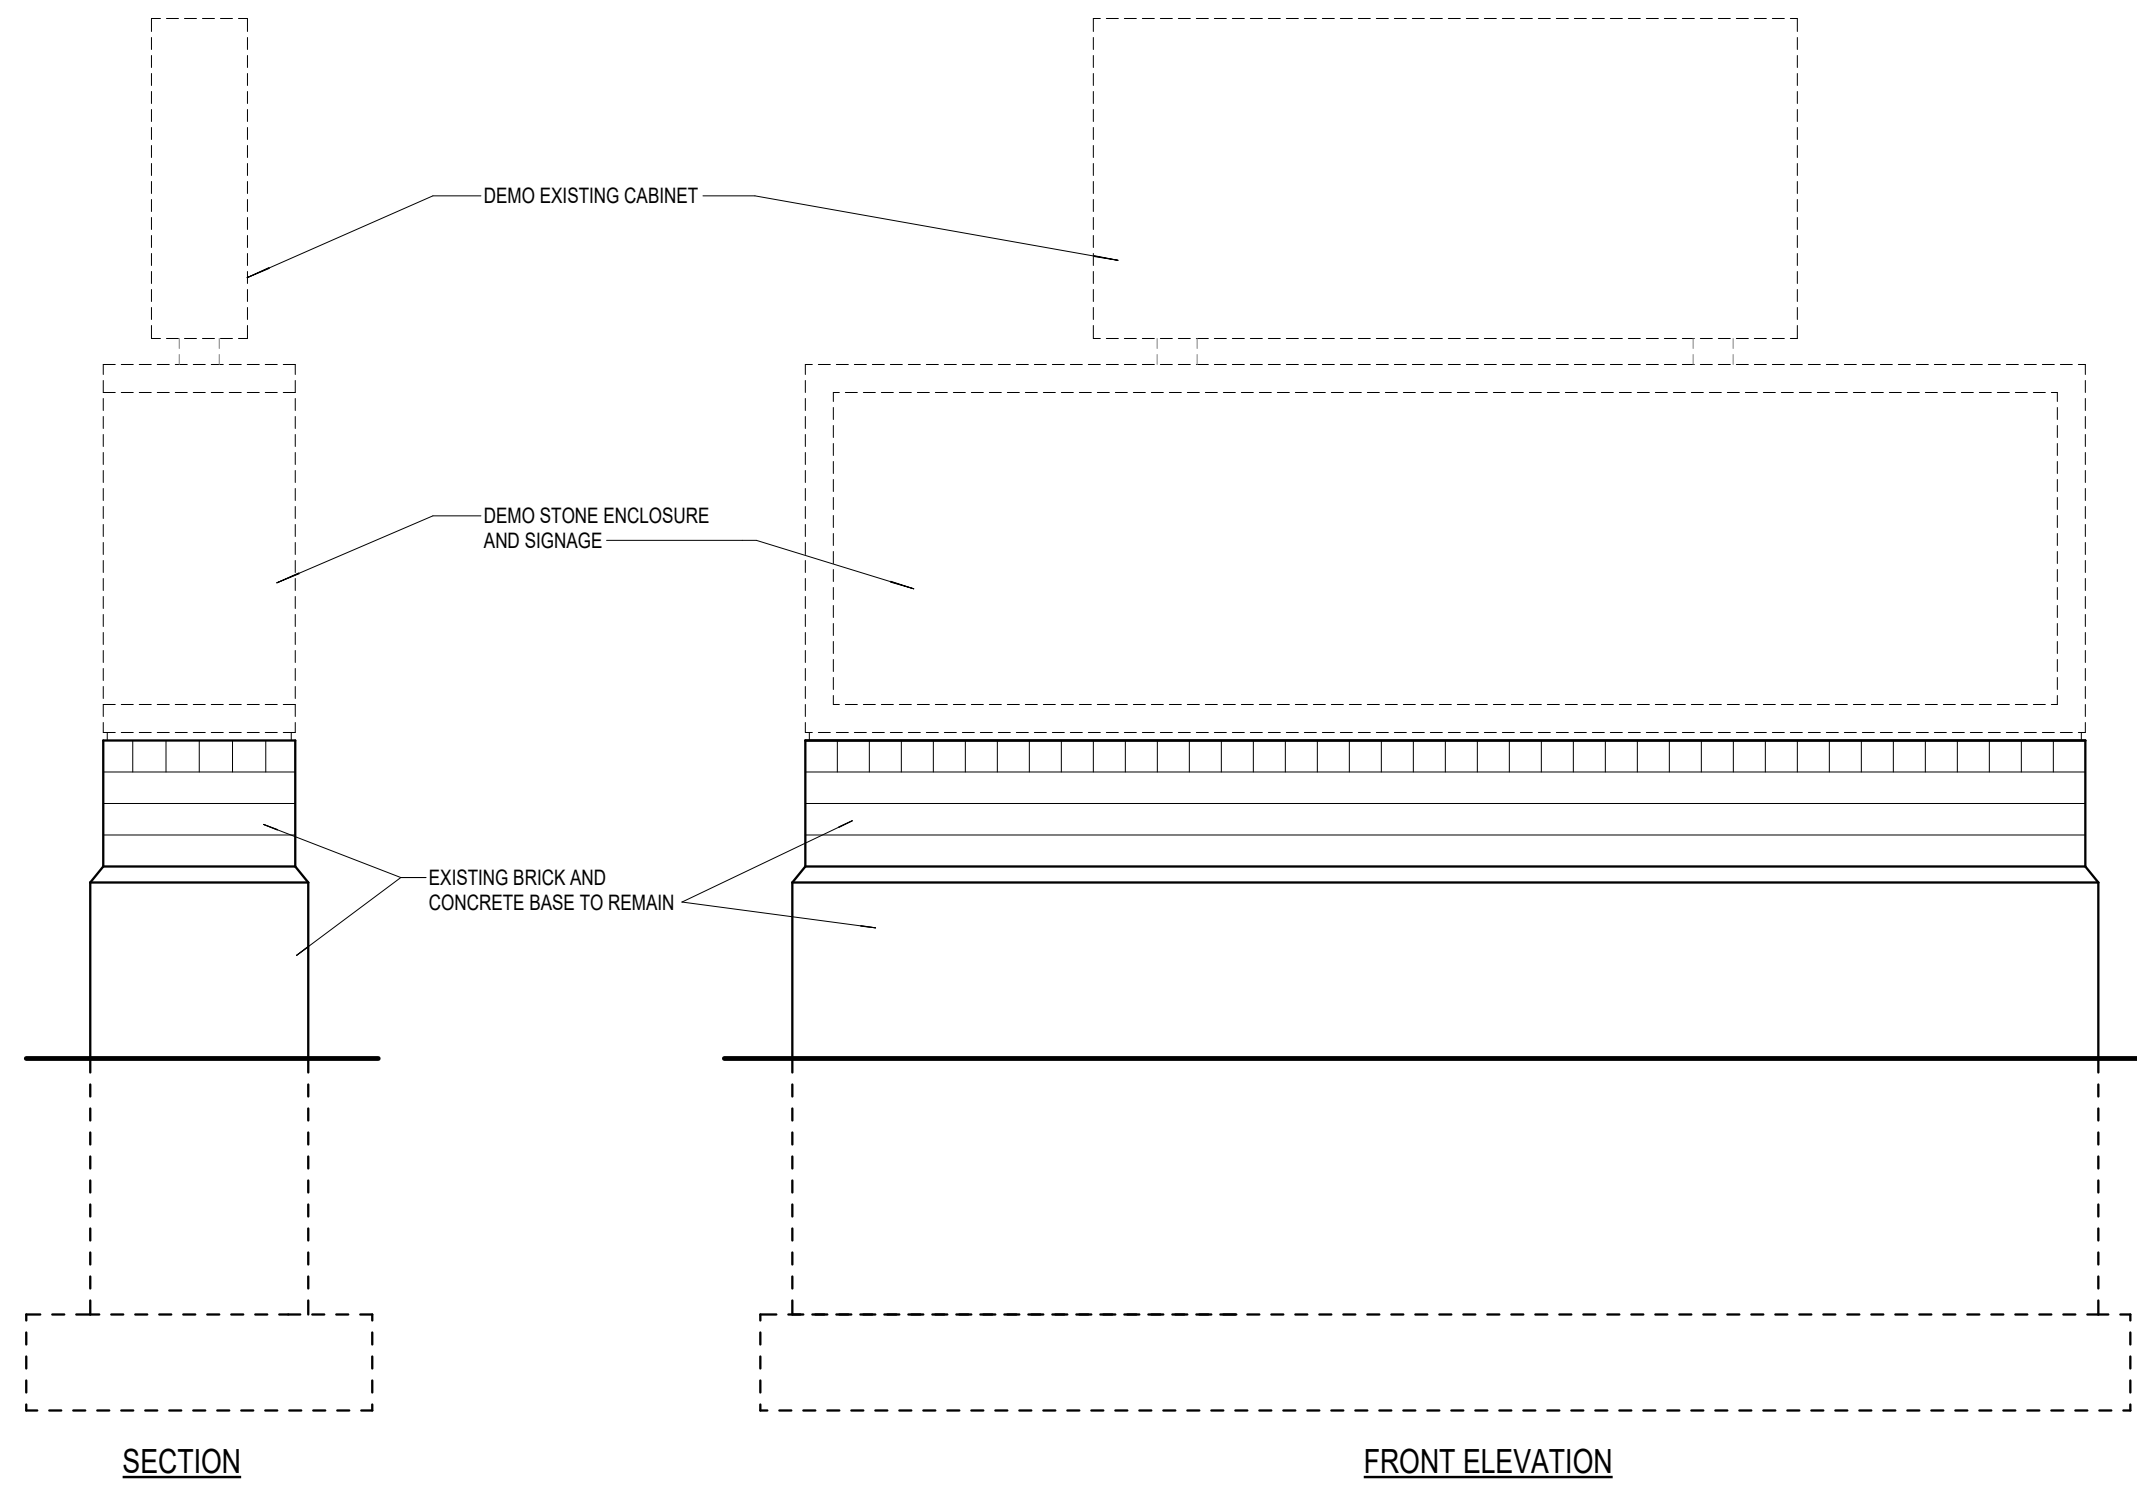 DEMO EXISTING CABINET
DEMO STONE ENCLOSURE
AND SIGNAGE
EXISTING BRICK AND
CONCRETE BASE TO REMAIN
SECTION
FRONT ELEVATION